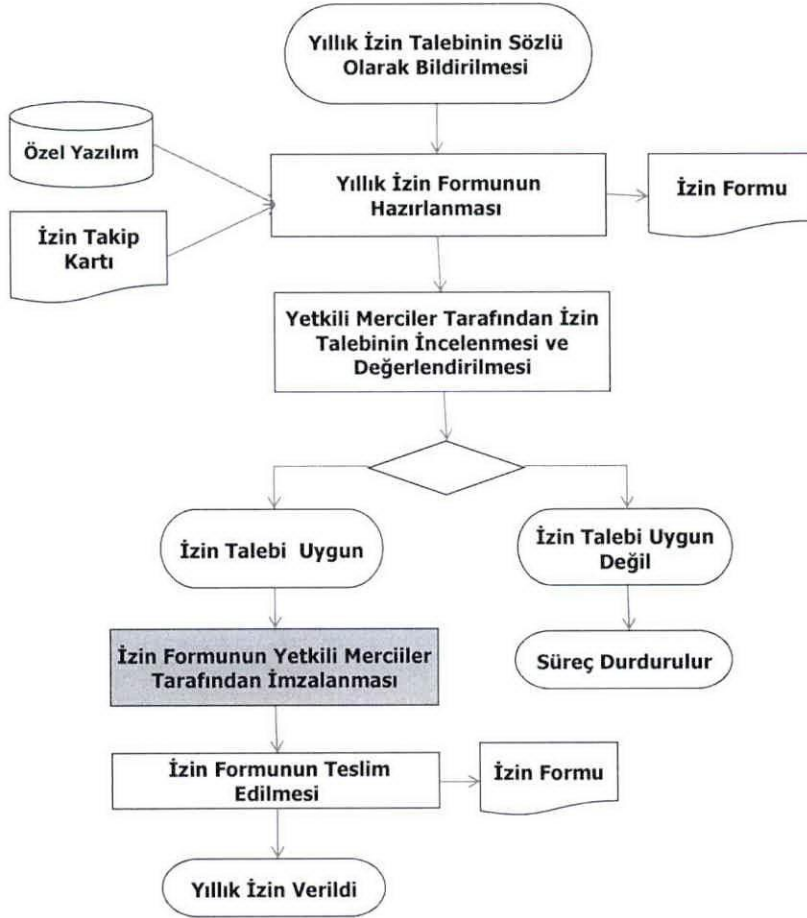 Yıllık İzin Talebinin Sözlü
Olarak Bildirilmesi
Özel Yazılım
Yıllık İzin Formunun
Hazırlanması
İzin Formu
İzin Takip
Kartı
Yetkili Merciler Tarafından İzin
Talebinin İncelenmesi ve
Değerlendirilmesi
İzin Talebi Uygun
İzin Talebi Uygun
Değil
İzin Formunun Yetkili Merciiler
Tarafından İmzalanması
Süreç Durdurulur
İzin Formunun Teslim
Edilmesi
İzin Formu
Yıllık İzin Verildi